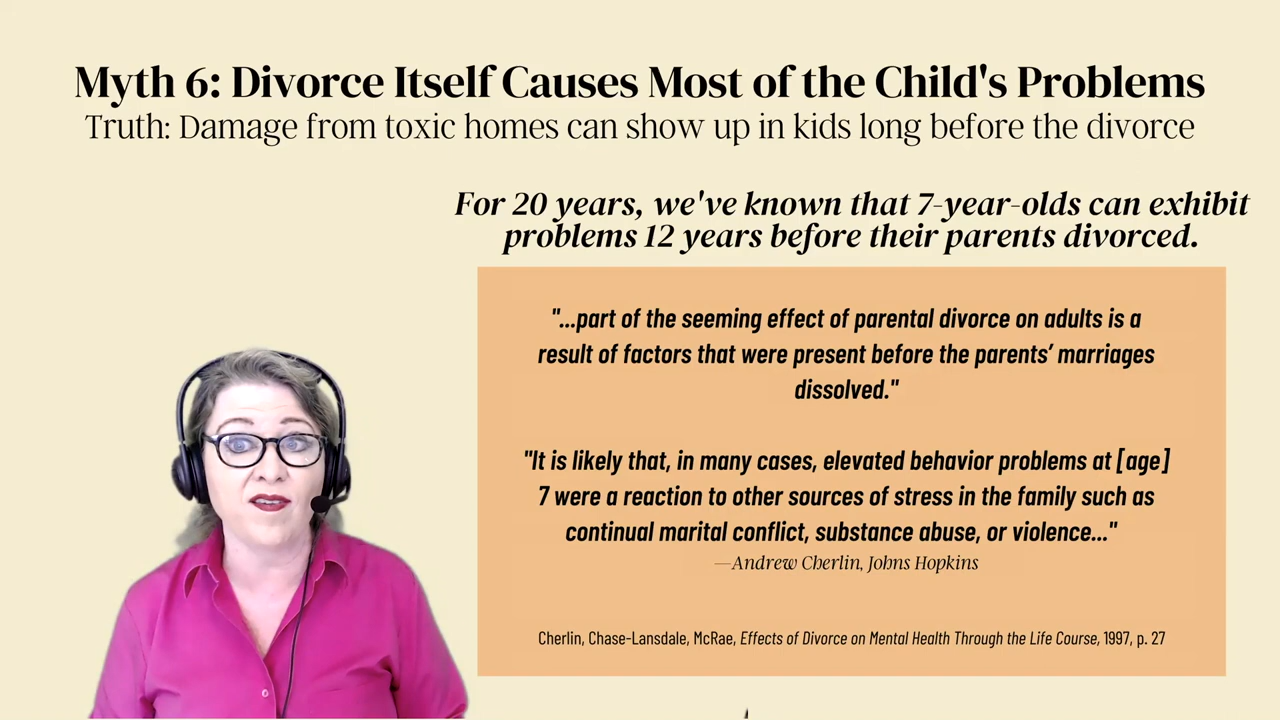 Myth 6: Divorce Itself Causes Most of the Child's Problems
Truth: Damage from toxic homes can show up in kids long before the divorce
For 20 years, we've known that 7-year-olds can exhibit
problems 12 years before their parents divorced.
"...part of the seeming effect of parental divorce on adults is a
result of factors that were present before the parents’ marriages
dissolved."
"It is likely that, in many cases, elevated behavior problems at [age]
7 were a reaction to other sources of stress in the family such as
continual marital conflict, substance abuse, or violence..."
—Andrew Cherlin, Johns Hopkins
Cherlin, Chase-Lansdale, McRae, Effects of Divorce on Mental Health Through the Life Course, 1997, p. 27